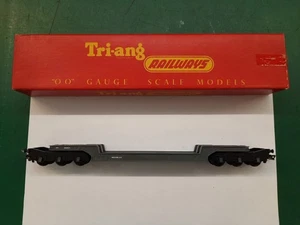 Tri-ang
RAILWAYS
"OO" GAUGE SCALE MODELS